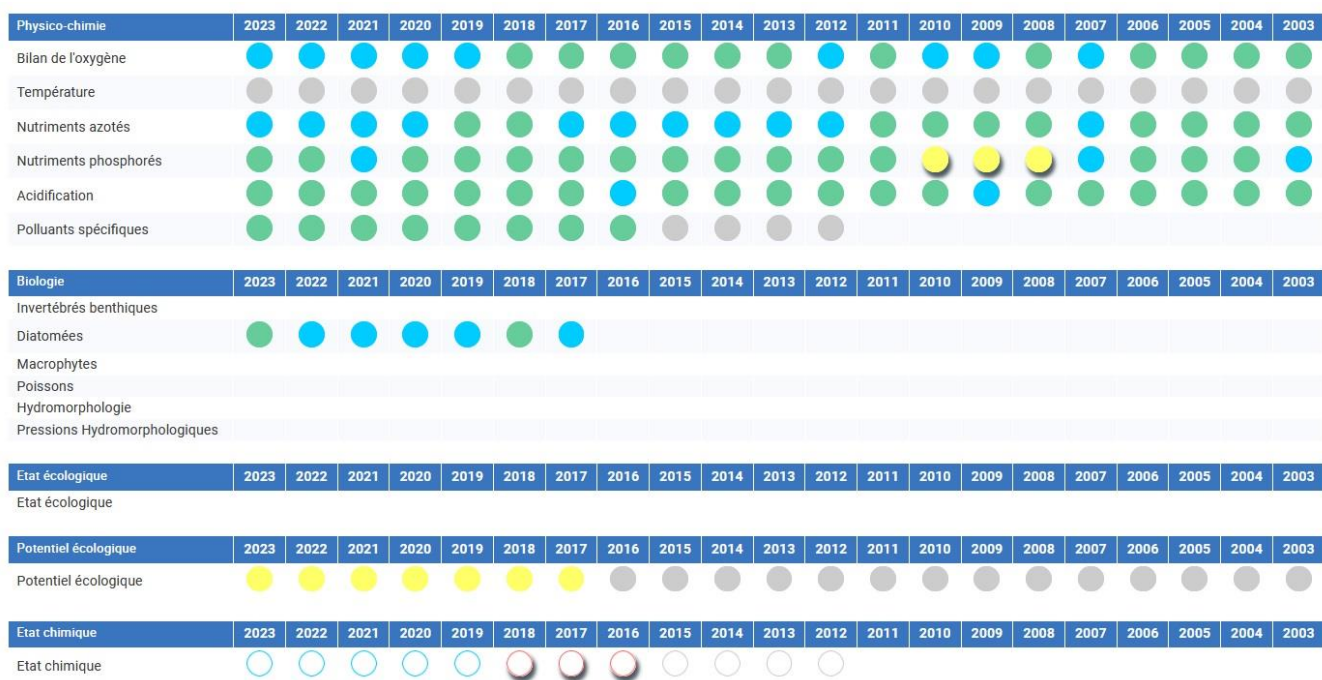 Physico-chimie 2023 2022 2021 2020 2019 2018 2017 2016 2015 2014 2013 2012 2011 2010 2009 2008 2007 2006 2005 2004 2003
Bilan de l'oxygène
Température
Nutriments azotés
Nutriments phosphorés
Acidification
Polluants spécifiques
Biologie 2023 2022 2021 2020 2019 2018 2017 2016 2015 2014 2013 2012 2011 2010 2009 2008 2007 2006 2005 2004 2003
Invertébrés benthiques
Diatomées
Macrophytes
Poissons
Hydromorphologie
Pressions Hydromorphologiques
Etat écologique 2023 2022 2021 2020 2019 2018 2017 2016 2015 2014 2013 2012 2011 2010 2009 2008 2007 2006 2005 2004 2003
Etat écologique
Potentiel écologique 2023 2022 2021 2020 2019 2018 2017 2016 2015 2014 2013 2012 2011 2010 2009 2008 2007 2006 2005 2004 2003
Potentiel écologique
Etat chimique 2023 2022 2021 2020 2019 2018 2017 2016 2015 2014 2013 2012 2011 2010 2009 2008 2007 2006 2005 2004 2003
Etat chimique